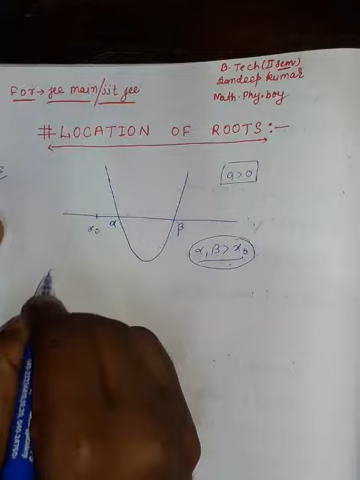 B. Tech (II sem)
Sandeep kumar
Math. Phy. boy
For → jee main/iit jee
# LOCATION OF ROOTS :-
a>0
x₀ α β
α, β > x₀